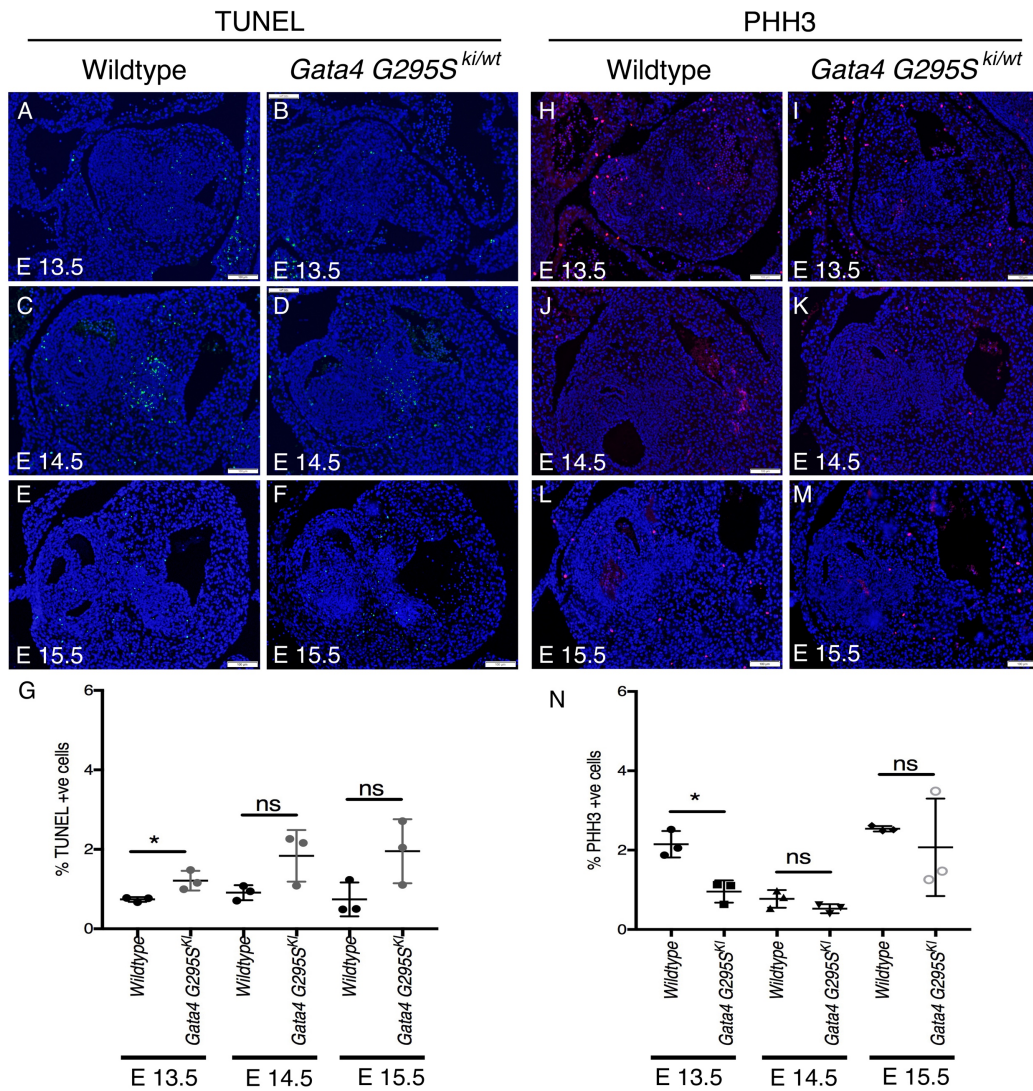 TUNEL
PHH3
Wildtype
Gata4 G295S ki/wt
Wildtype
Gata4 G295S ki/wt
A
B
H
I
E 13.5
E 13.5
E 13.5
E 13.5
C
D
J
K
E 14.5
E 14.5
E 14.5
E 14.5
E
F
L
M
E 15.5
E 15.5
E 15.5
E 15.5
G
% TUNEL +ve cells
6
4
2
0
*
ns
ns
Wildtype
Gata4 G295S KI
Wildtype
Gata4 G295S KI
Wildtype
Gata4 G295S KI
E 13.5
E 14.5
E 15.5
N
% PHH3 +ve cells
6
4
2
0
*
ns
ns
Wildtype
Gata4 G295S KI
Wildtype
Gata4 G295S KI
Wildtype
Gata4 G295S KI
E 13.5
E 14.5
E 15.5